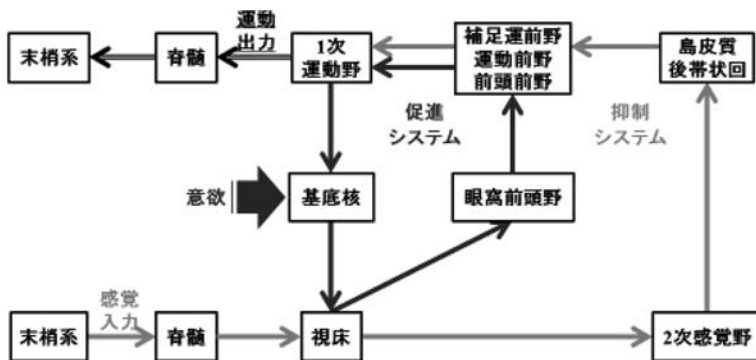 運動
出力
末梢系
脊髄
1次
運動野
補足運前野
運動前野
前頭前野
島皮質
後帯状回
促進
システム
抑制
システム
意欲
基底核
眼窩前頭野
感覚
入力
末梢系
脊髄
視床
2次感覚野